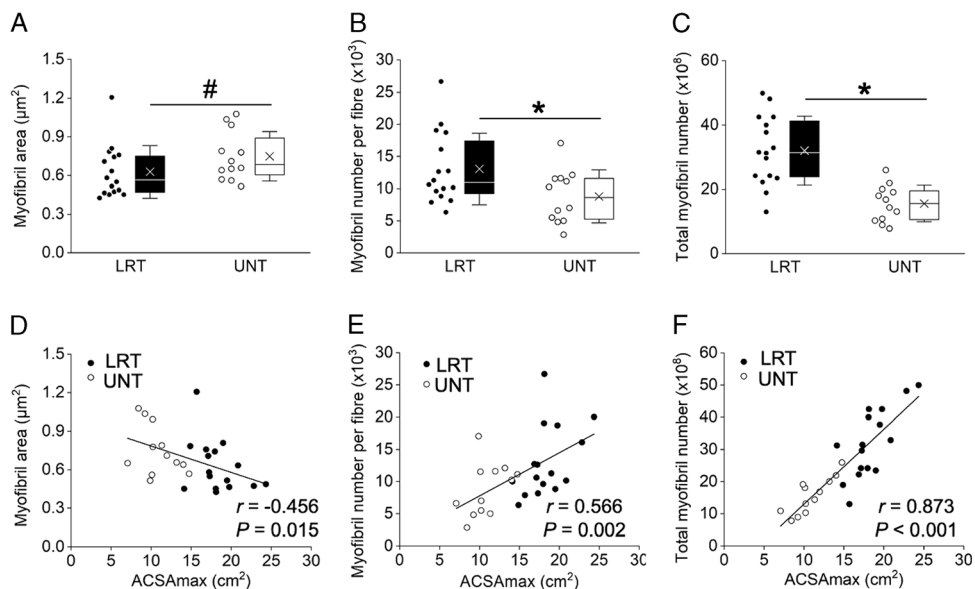 A
Myofibril area (µm²)
1.5
1.2
0.9
0.6
0.3
0.0
#
LRT
UNT
B
Myofibril number per fibre (x10³)
30
25
20
15
10
5
0
*
LRT
UNT
C
Total myofibril number (x10⁸)
60
40
20
0
*
LRT
UNT
D
Myofibril area (µm²)
1.5
1.2
0.9
0.6
0.3
0.0
LRT
UNT
r = -0.456
P = 0.015
0 5 10 15 20 25 30
ACSAmax (cm²)
E
Myofibril number per fibre (x10³)
30
25
20
15
10
5
0
LRT
UNT
r = 0.566
P = 0.002
0 5 10 15 20 25 30
ACSAmax (cm²)
F
Total myofibril number (x10⁸)
60
50
40
30
20
10
0
LRT
UNT
r = 0.873
P < 0.001
0 5 10 15 20 25 30
ACSAmax (cm²)